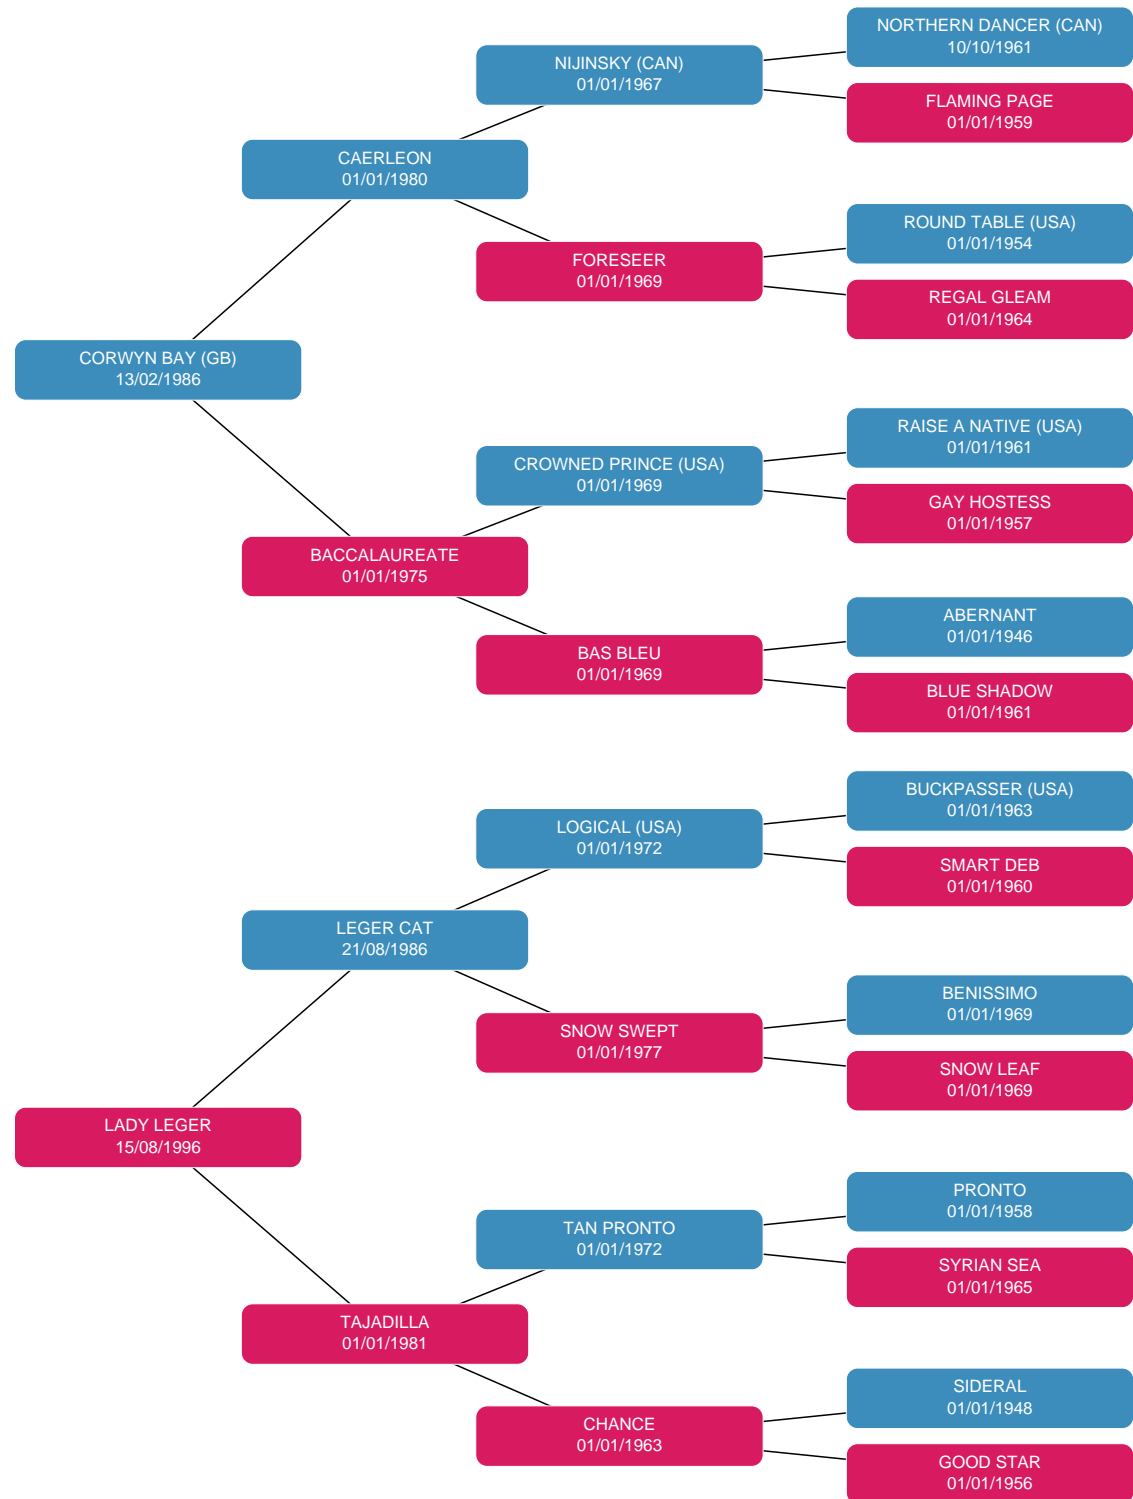 NORTHERN DANCER (CAN)
10/10/1961
NIJINSKY (CAN)
01/01/1967
FLAMING PAGE
01/01/1959
CAERLEON
01/01/1980
ROUND TABLE (USA)
01/01/1954
FORESEER
01/01/1969
REGAL GLEAM
01/01/1964
CORWYN BAY (GB)
13/02/1986
RAISE A NATIVE (USA)
01/01/1961
CROWNED PRINCE (USA)
01/01/1969
GAY HOSTESS
01/01/1957
BACCALAUREATE
01/01/1975
ABERNANT
01/01/1946
BAS BLEU
01/01/1969
BLUE SHADOW
01/01/1961
BUCKPASSER (USA)
01/01/1963
LOGICAL (USA)
01/01/1972
SMART DEB
01/01/1960
LEGER CAT
21/08/1986
BENISSIMO
01/01/1969
SNOW SWEPT
01/01/1977
SNOW LEAF
01/01/1969
LADY LEGER
15/08/1996
PRONTO
01/01/1958
TAN PRONTO
01/01/1972
SYRIAN SEA
01/01/1965
TAJADILLA
01/01/1981
SIDERAL
01/01/1948
CHANCE
01/01/1963
GOOD STAR
01/01/1956